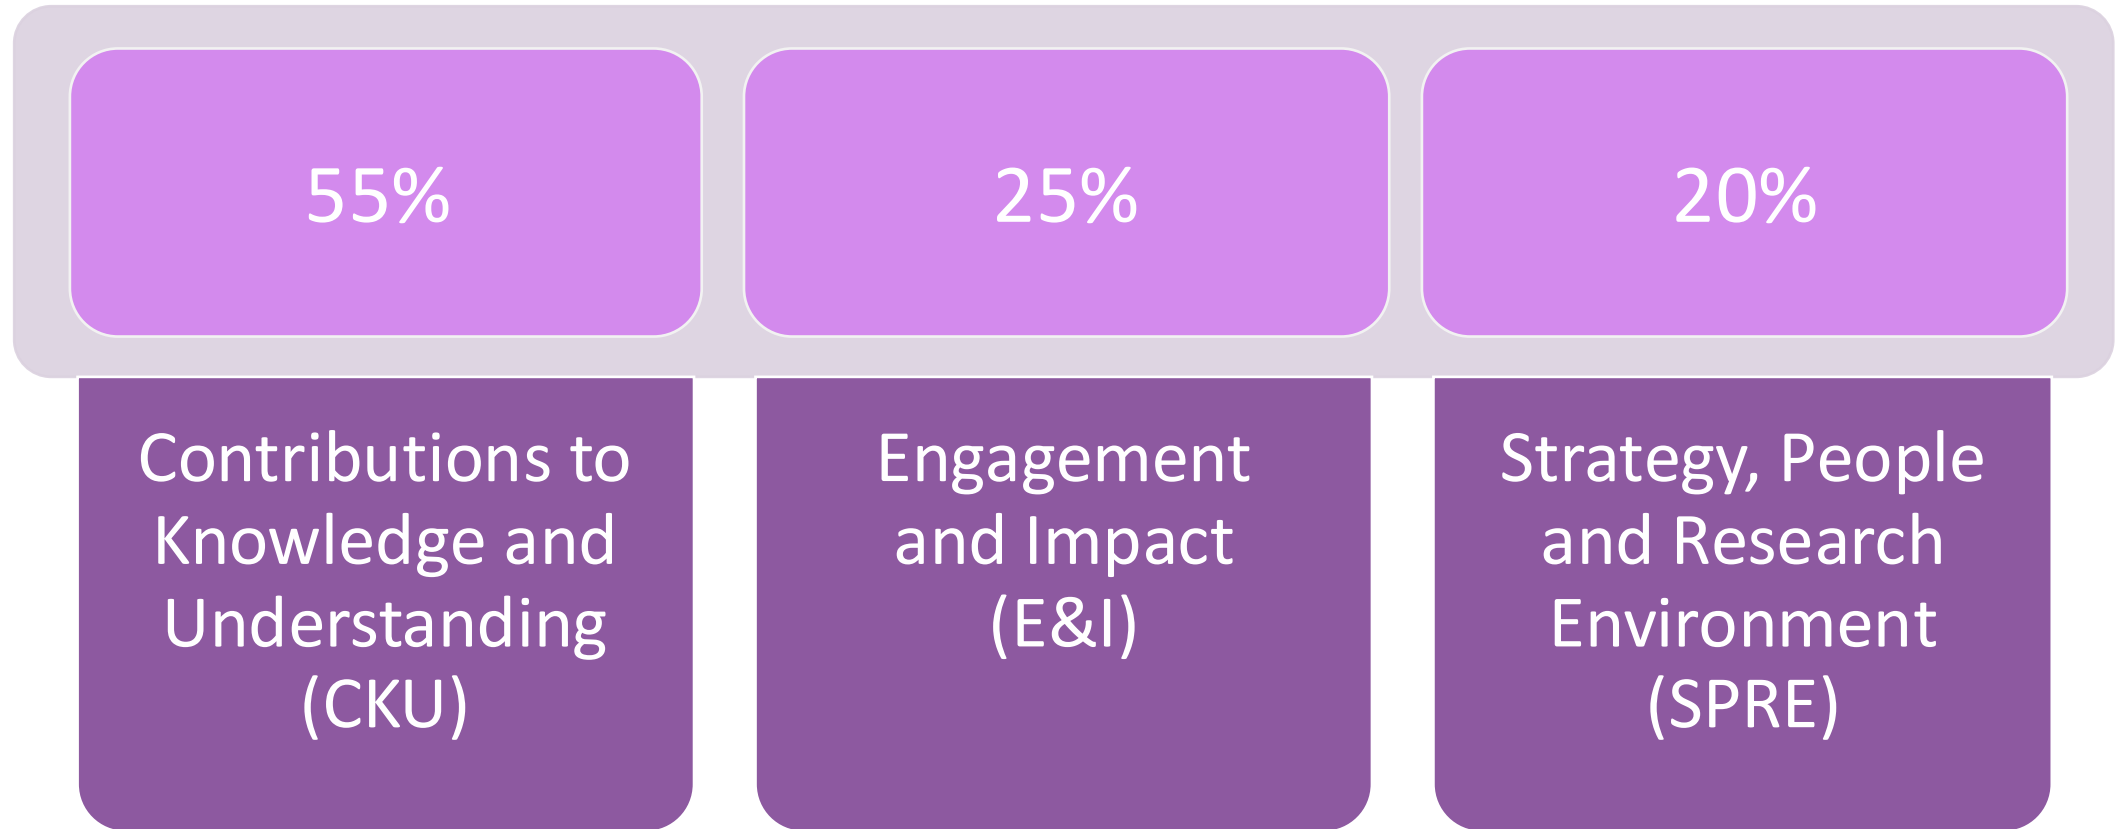 55%
25%
20%
Contributions to
Knowledge and
Understanding
(CKU)
Engagement
and Impact
(E&I)
Strategy, People
and Research
Environment
(SPRE)